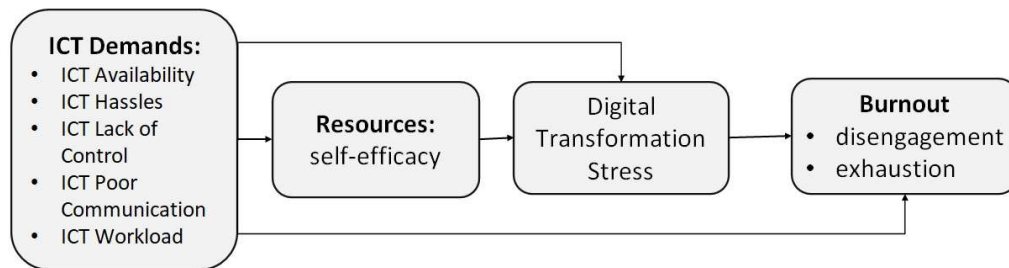 ICT Demands:
• ICT Availability
• ICT Hassles
• ICT Lack of
Control
• ICT Poor
Communication
• ICT Workload
Resources:
self-efficacy
Digital
Transformation
Stress
Burnout
• disengagement
• exhaustion